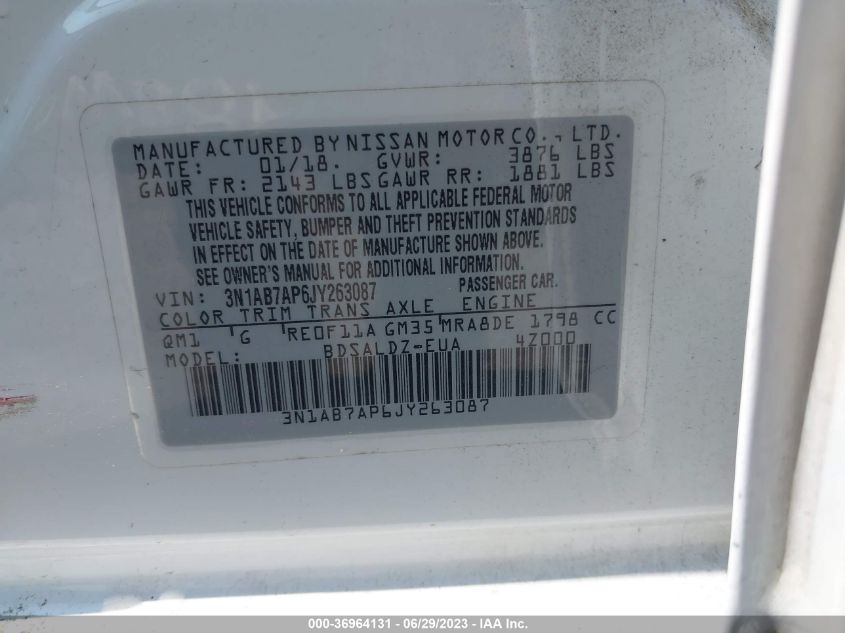 MANUFACTURED BY NISSAN MOTOR CO., LTD.
DATE: 01/18. GVWR: 3876 LBS
GAWR FR: 2143 LBS GAWR RR: 1881 LBS
THIS VEHICLE CONFORMS TO ALL APPLICABLE FEDERAL MOTOR
VEHICLE SAFETY, BUMPER AND THEFT PREVENTION STANDARDS
IN EFFECT ON THE DATE OF MANUFACTURE SHOWN ABOVE.
SEE OWNER'S MANUAL FOR ADDITIONAL INFORMATION.
VIN: 3N1AB7AP6JY263087 PASSENGER CAR.
COLOR TRIM TRANS AXLE ENGINE
QM1 G RE0F11A GM35 MRA8DE 1798 CC
MODEL: BDSALDZ-EUA 4Z000
3N1AB7AP6JY263087
000-36964131 - 06/29/2023 - IAA Inc.